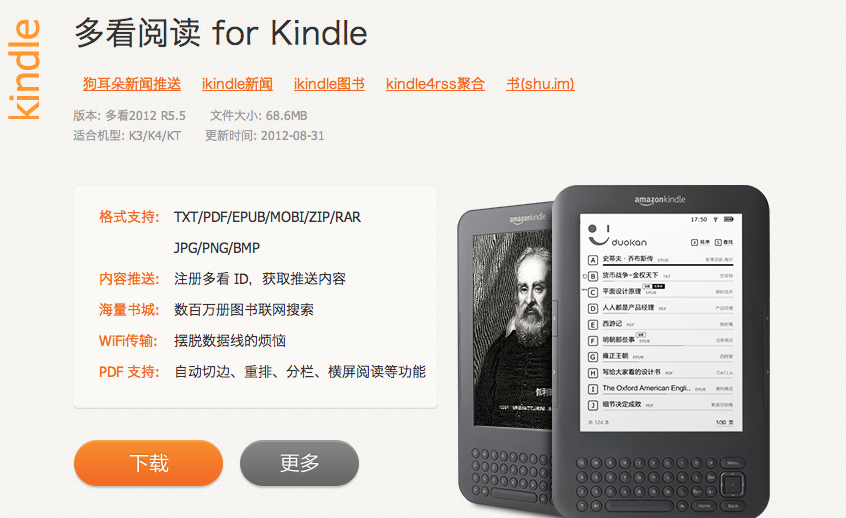 kindle
多看阅读 for Kindle
狗耳朵新闻推送 ikindle新闻 ikindle图书 kindle4rss聚合 书(shu.im)
版本: 多看2012 R5.5 文件大小: 68.6MB
适合机型: K3/K4/KT 更新时间: 2012-08-31
格式支持: TXT/PDF/EPUB/MOBI/ZIP/RAR
JPG/PNG/BMP
内容推送: 注册多看 ID，获取推送内容
海量书城: 数百万册图书联网搜索
WiFi传输: 摆脱数据线的烦恼
PDF 支持: 自动切边、重排、分栏、横屏阅读等功能
下载 更多
amazonkindle
amazonkindle
17:50
duokan
A 史蒂夫·乔布斯传 EPUB
B 货币战争-金权天下 TXT
C 平面设计原理 EPUB
D 人人都是产品经理 PDF
E 西游记 PDF
F 明朝那些事 EPUB
G 雍正王朝 EPUB
H 写给大家看的设计书 PDF
I The Oxford American Engli.. EPUB
J 细节决定成败 PDF
共 124 本 1/30 页
Menu
Home Back